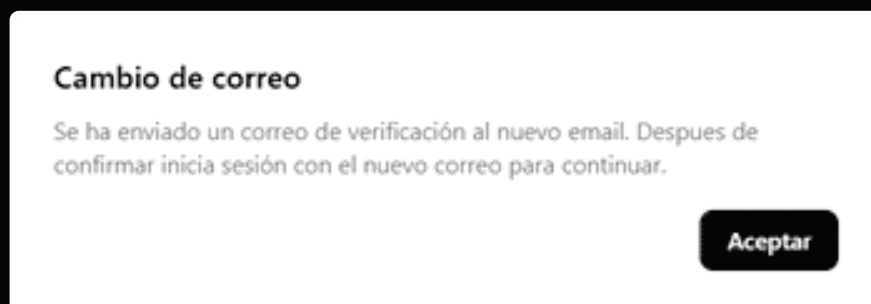 Cambio de correo
Se ha enviado un correo de verificación al nuevo email. Despues de
confirmar inicia sesión con el nuevo correo para continuar.
Aceptar